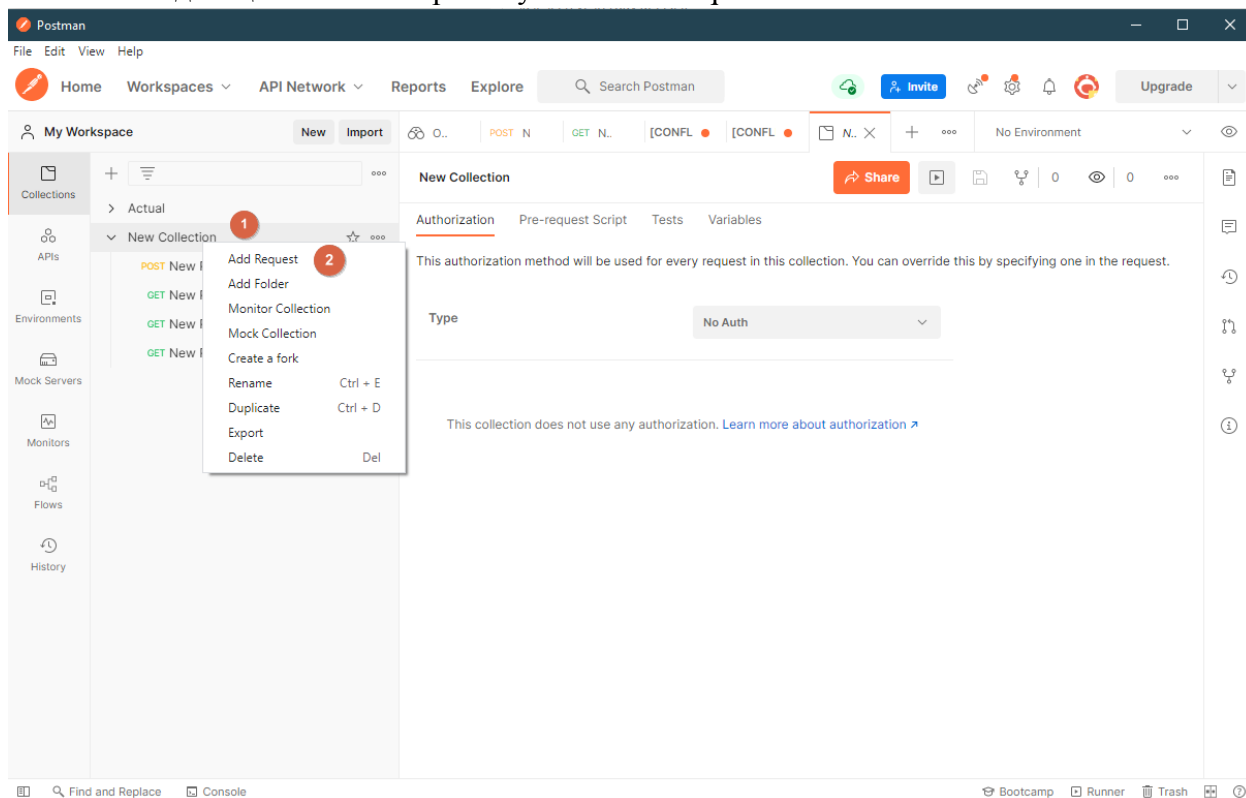 Postman
File Edit View Help
Home Workspaces API Network Reports Explore Search Postman Invite Upgrade
My Workspace New Import O.. POST N GET N.. [CONFL [CONFL N.. No Environment
Collections
APIs
Environments
Mock Servers
Monitors
Flows
History
Actual
New Collection
1
POST New
GET New
GET New
GET New
Add Request 2
Add Folder
Monitor Collection
Mock Collection
Create a fork
Rename Ctrl + E
Duplicate Ctrl + D
Export
Delete Del
New Collection Share 0 0
Authorization Pre-request Script Tests Variables
This authorization method will be used for every request in this collection. You can override this by specifying one in the request.
Type No Auth
This collection does not use any authorization. Learn more about authorization
Find and Replace Console Bootcamp Runner Trash